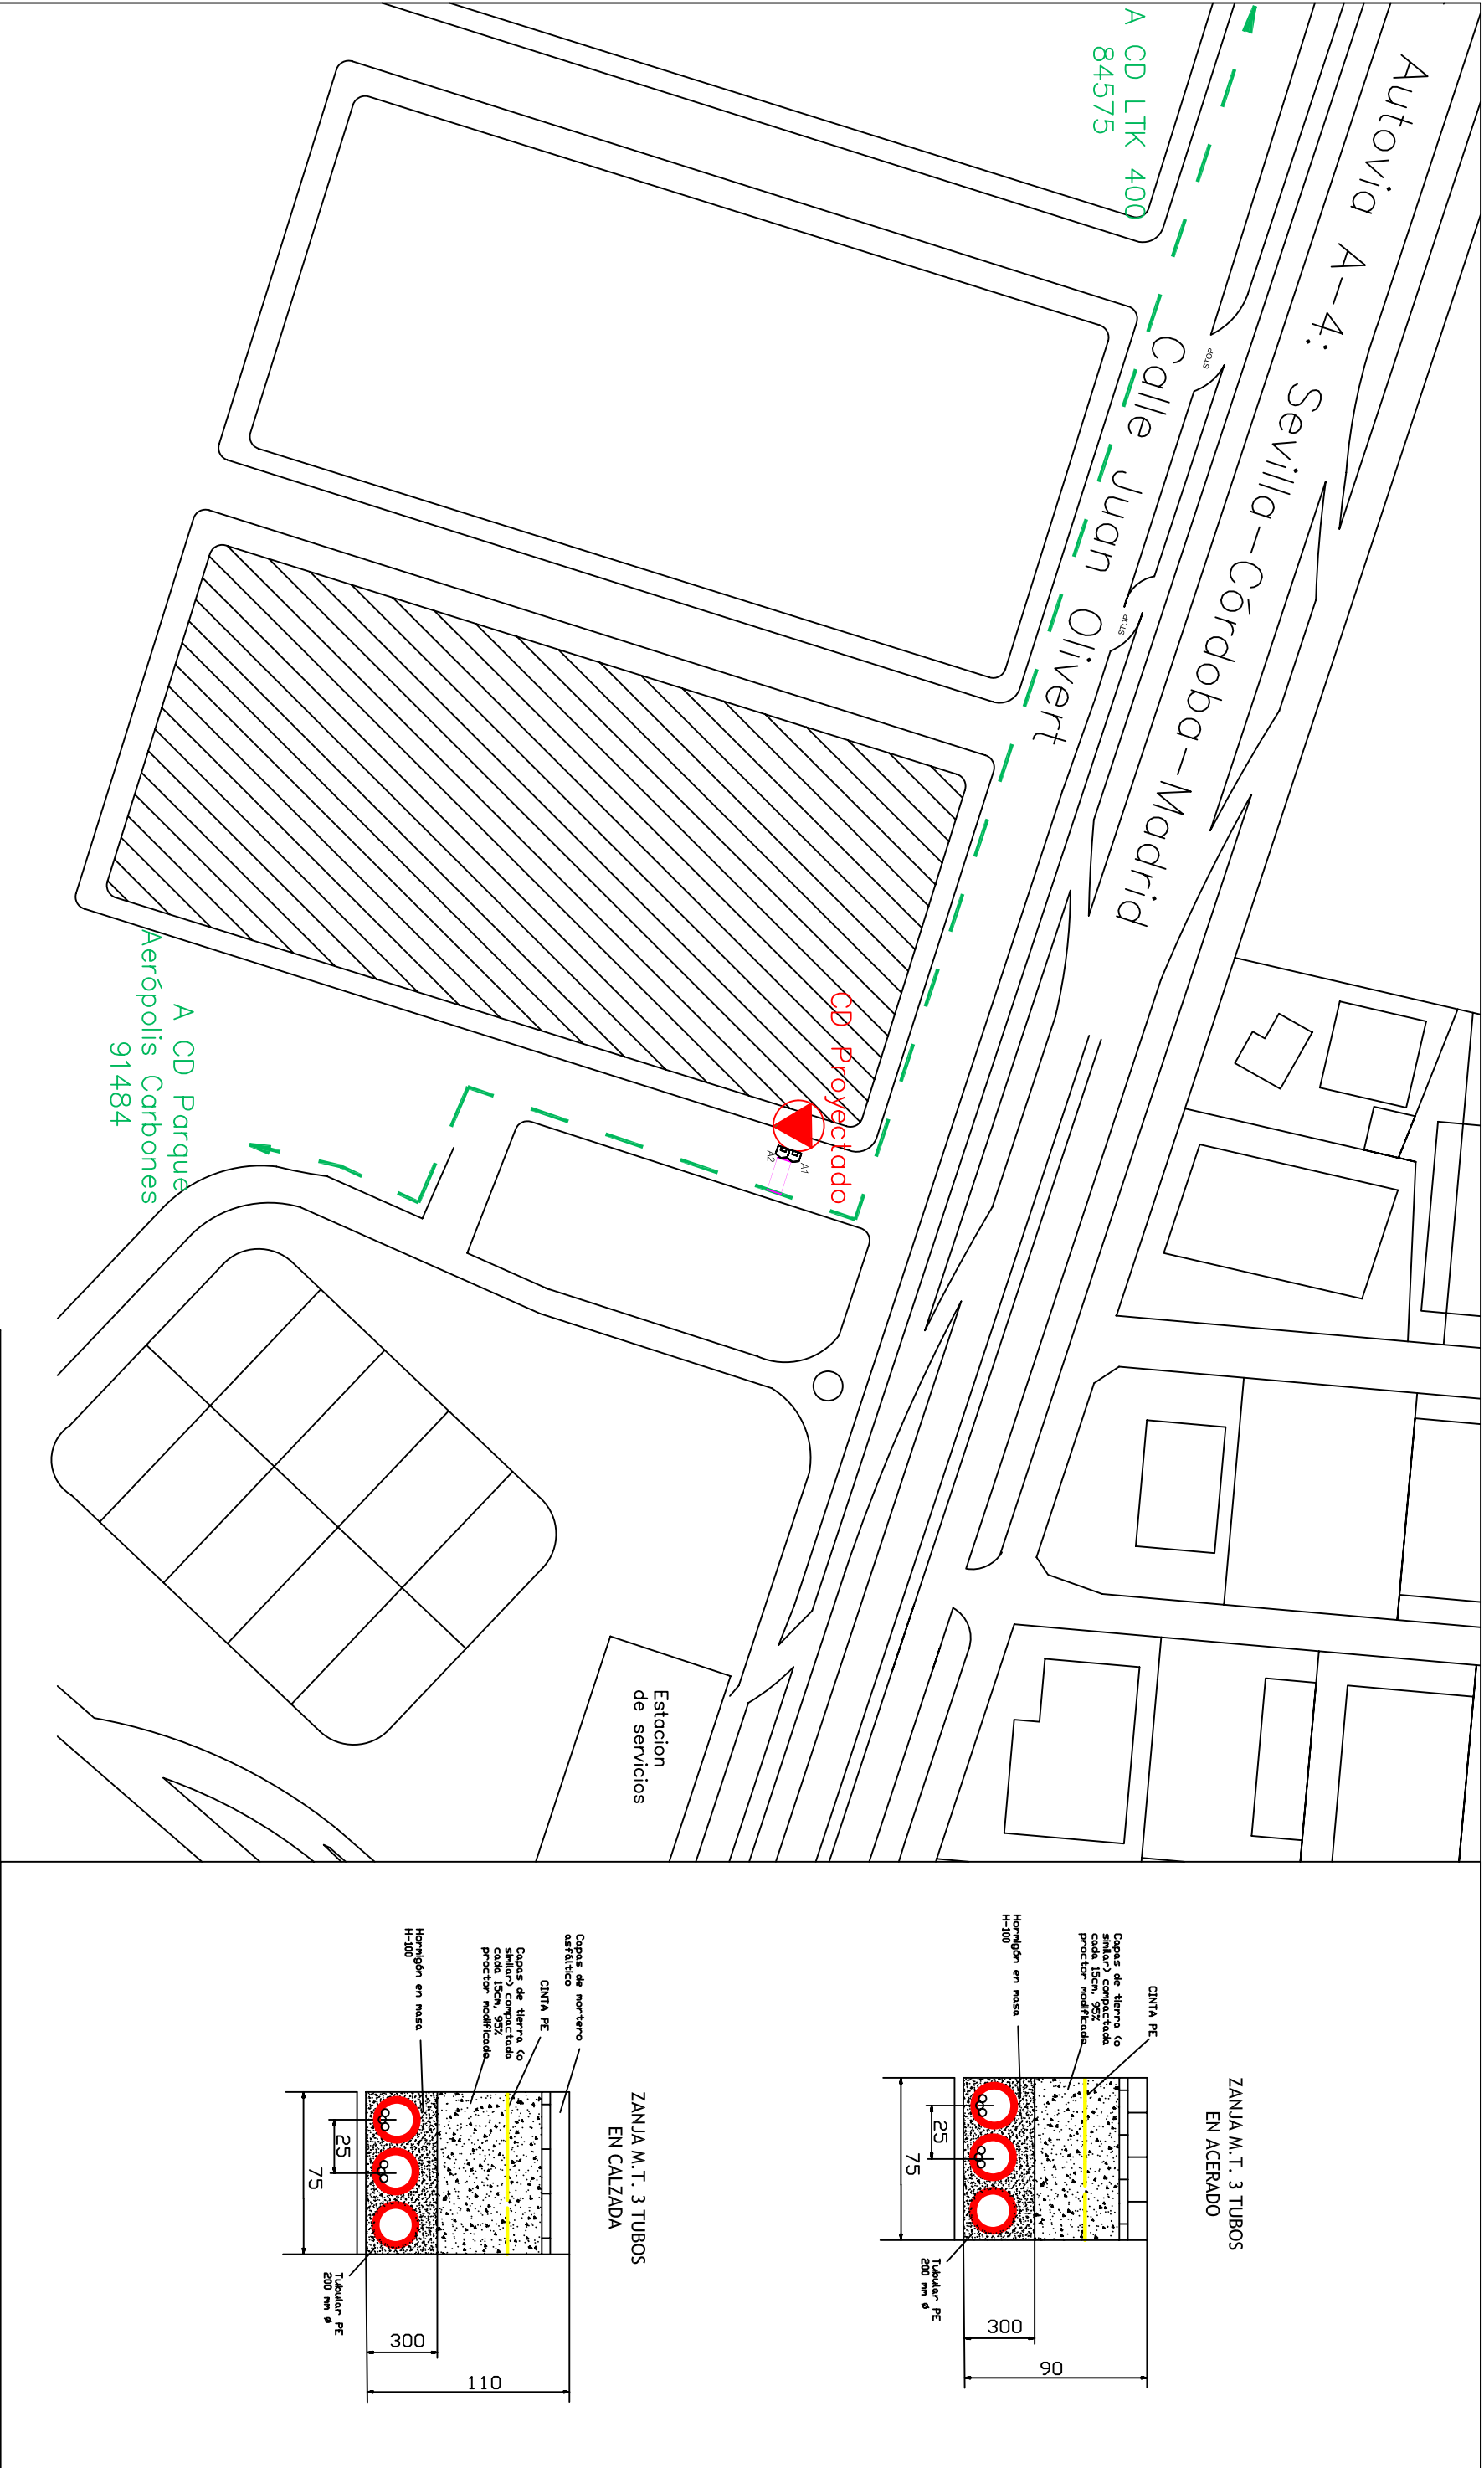 Autovia A-4: Sevilla-Córdoba-Madrid
A CD LTK 400
84575
Calle Juan Olivert
STOP
STOP
CD Proyectado
A1
A2
A CD Parque
Aerópolis Carbones
91484
Estacion
de servicios
ZANJA M.T. 3 TUBOS
EN ACERADO
CINTA PE
Capas de tierra (o
similar) compactada
cada 15cm, 95%
proctor modificado
Hormigón en masa
H-100
Tubular PE
200 mm ø
25
75
300
90
ZANJA M.T. 3 TUBOS
EN CALZADA
Capas de mortero
asfáltico
CINTA PE
Capas de tierra (o
similar) compactada
cada 15cm, 95%
proctor modificado
Hormigón en masa
H-100
Tubular PE
200 mm ø
25
75
300
110